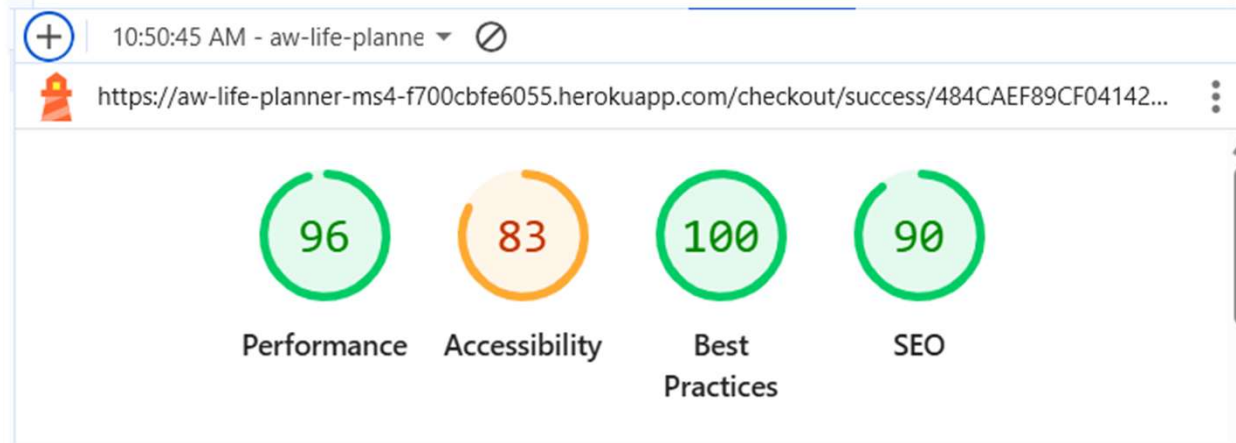 10:50:45 AM - aw-life-planne
https://aw-life-planner-ms4-f700cbfe6055.herokuapp.com/checkout/success/484CAEF89CF04142...
96 83 100 90
Performance Accessibility Best Practices SEO